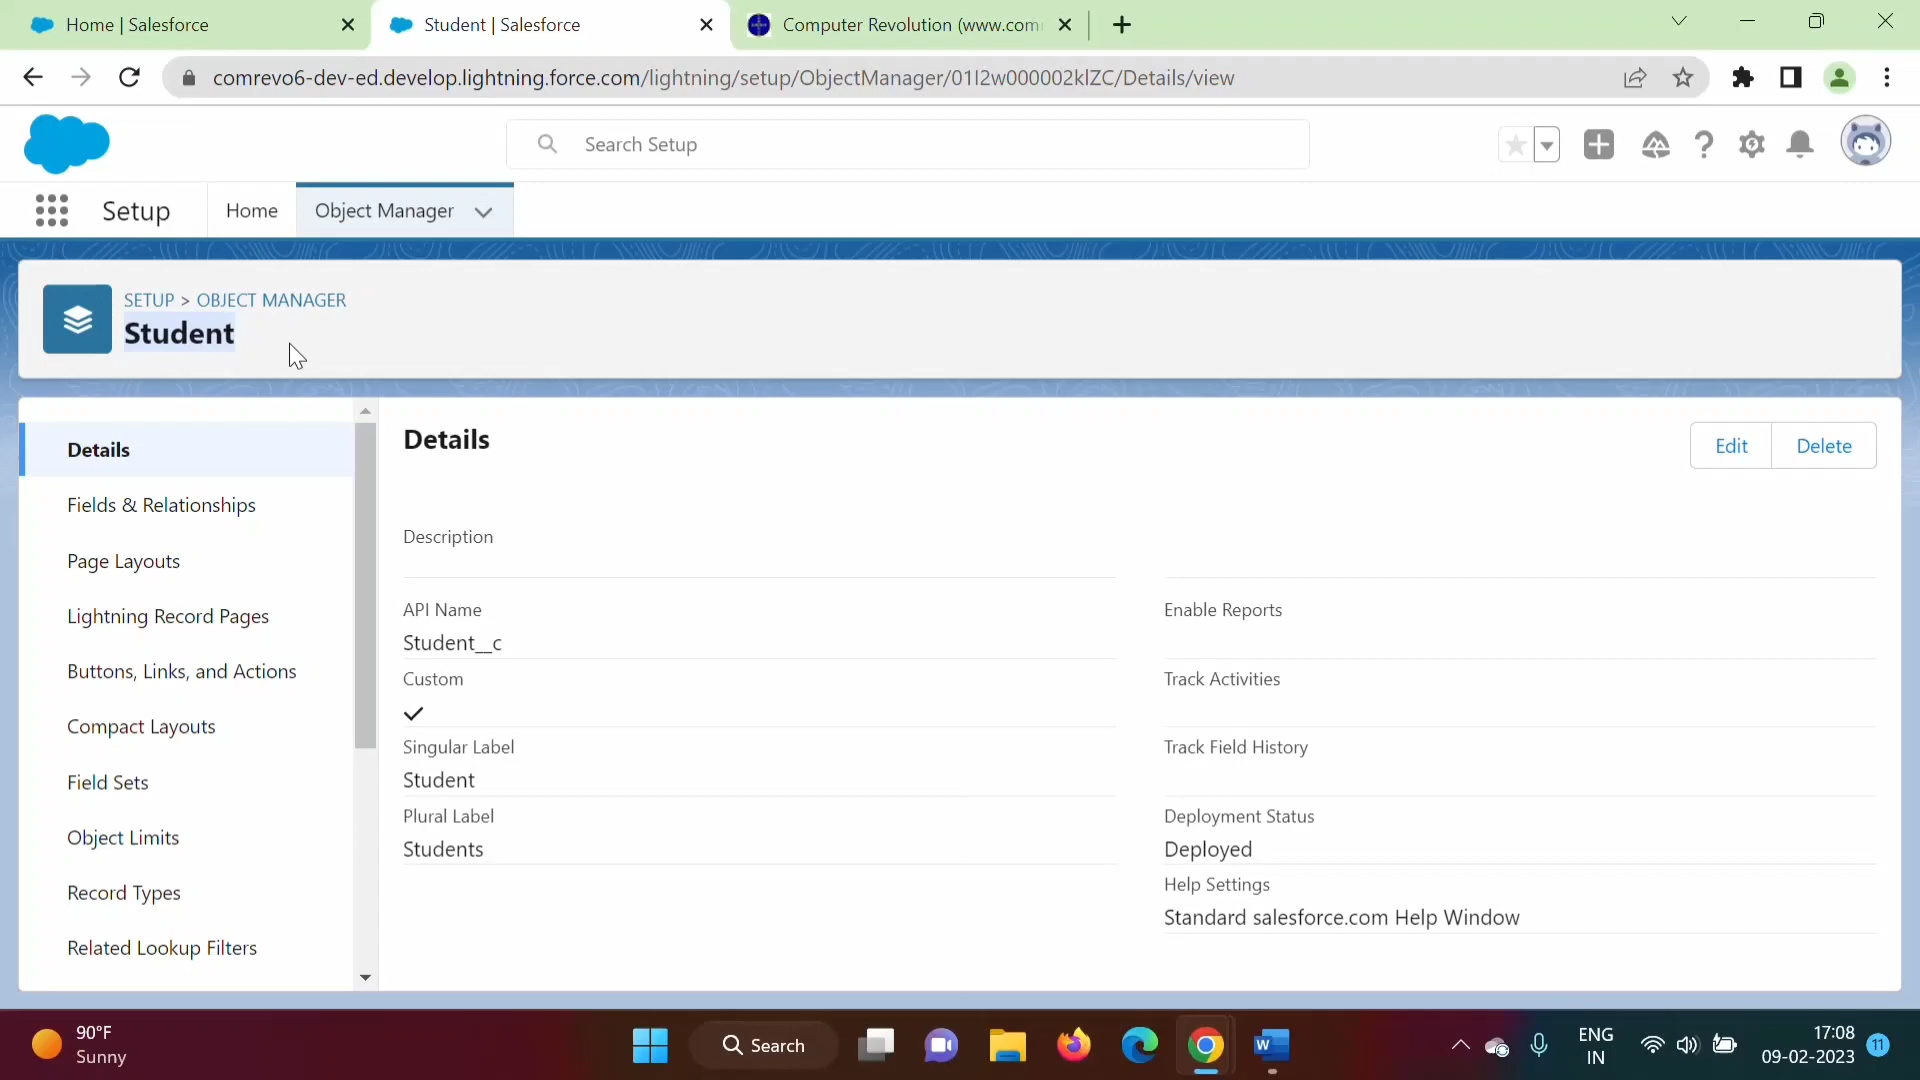 Home | Salesforce
Student | Salesforce
Computer Revolution (www.com
comrevo6-dev-ed.develop.lightning.force.com/lightning/setup/ObjectManager/01I2w000002klZC/Details/view
Search Setup
Setup
Home
Object Manager
SETUP > OBJECT MANAGER
Student
Details
Fields & Relationships
Page Layouts
Lightning Record Pages
Buttons, Links, and Actions
Compact Layouts
Field Sets
Object Limits
Record Types
Related Lookup Filters
Details
Edit
Delete
Description
API Name
Student__c
Custom
Singular Label
Student
Plural Label
Students
Enable Reports
Track Activities
Track Field History
Deployment Status
Deployed
Help Settings
Standard salesforce.com Help Window
90°F
Sunny
Search
W
ENG
IN
17:08
09-02-2023
11